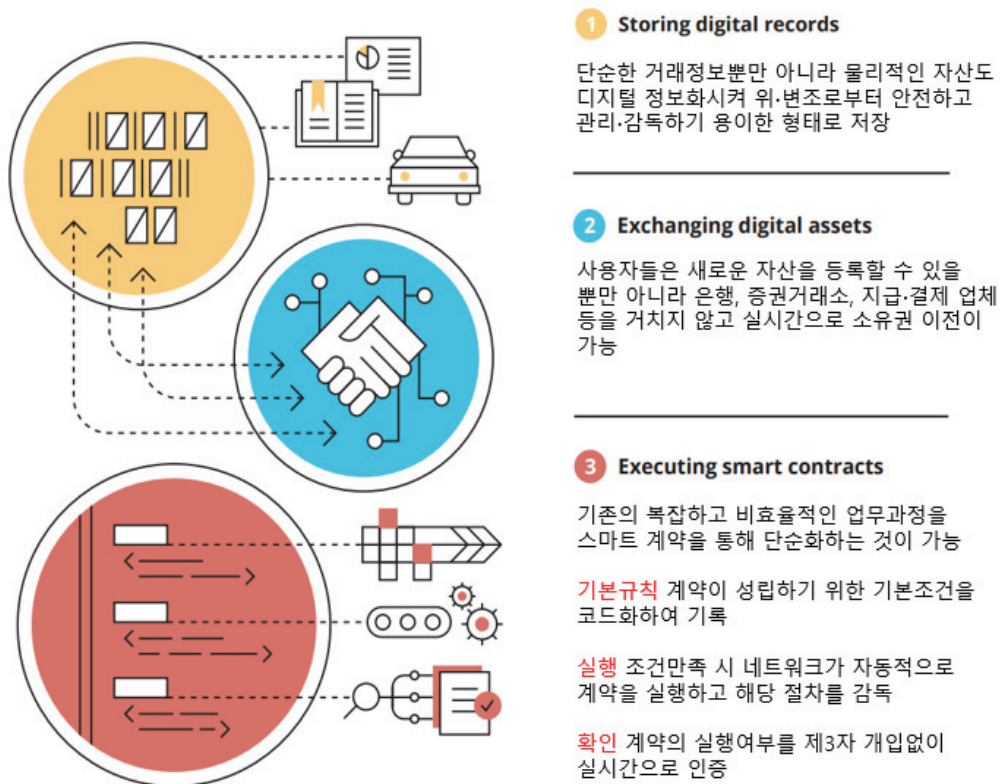 1 Storing digital records
단순한 거래정보뿐만 아니라 물리적인 자산도
디지털 정보화시켜 위·변조로부터 안전하고
관리·감독하기 용이한 형태로 저장
2 Exchanging digital assets
사용자들은 새로운 자산을 등록할 수 있을
뿐만 아니라 은행, 증권거래소, 지급·결제 업체
등을 거치지 않고 실시간으로 소유권 이전이
가능
3 Executing smart contracts
기존의 복잡하고 비효율적인 업무과정을
스마트 계약을 통해 단순화하는 것이 가능
기본규칙 계약이 성립하기 위한 기본조건을
코드화하여 기록
실행 조건만족 시 네트워크가 자동적으로
계약을 실행하고 해당 절차를 감독
확인 계약의 실행여부를 제3자 개입없이
실시간으로 인증